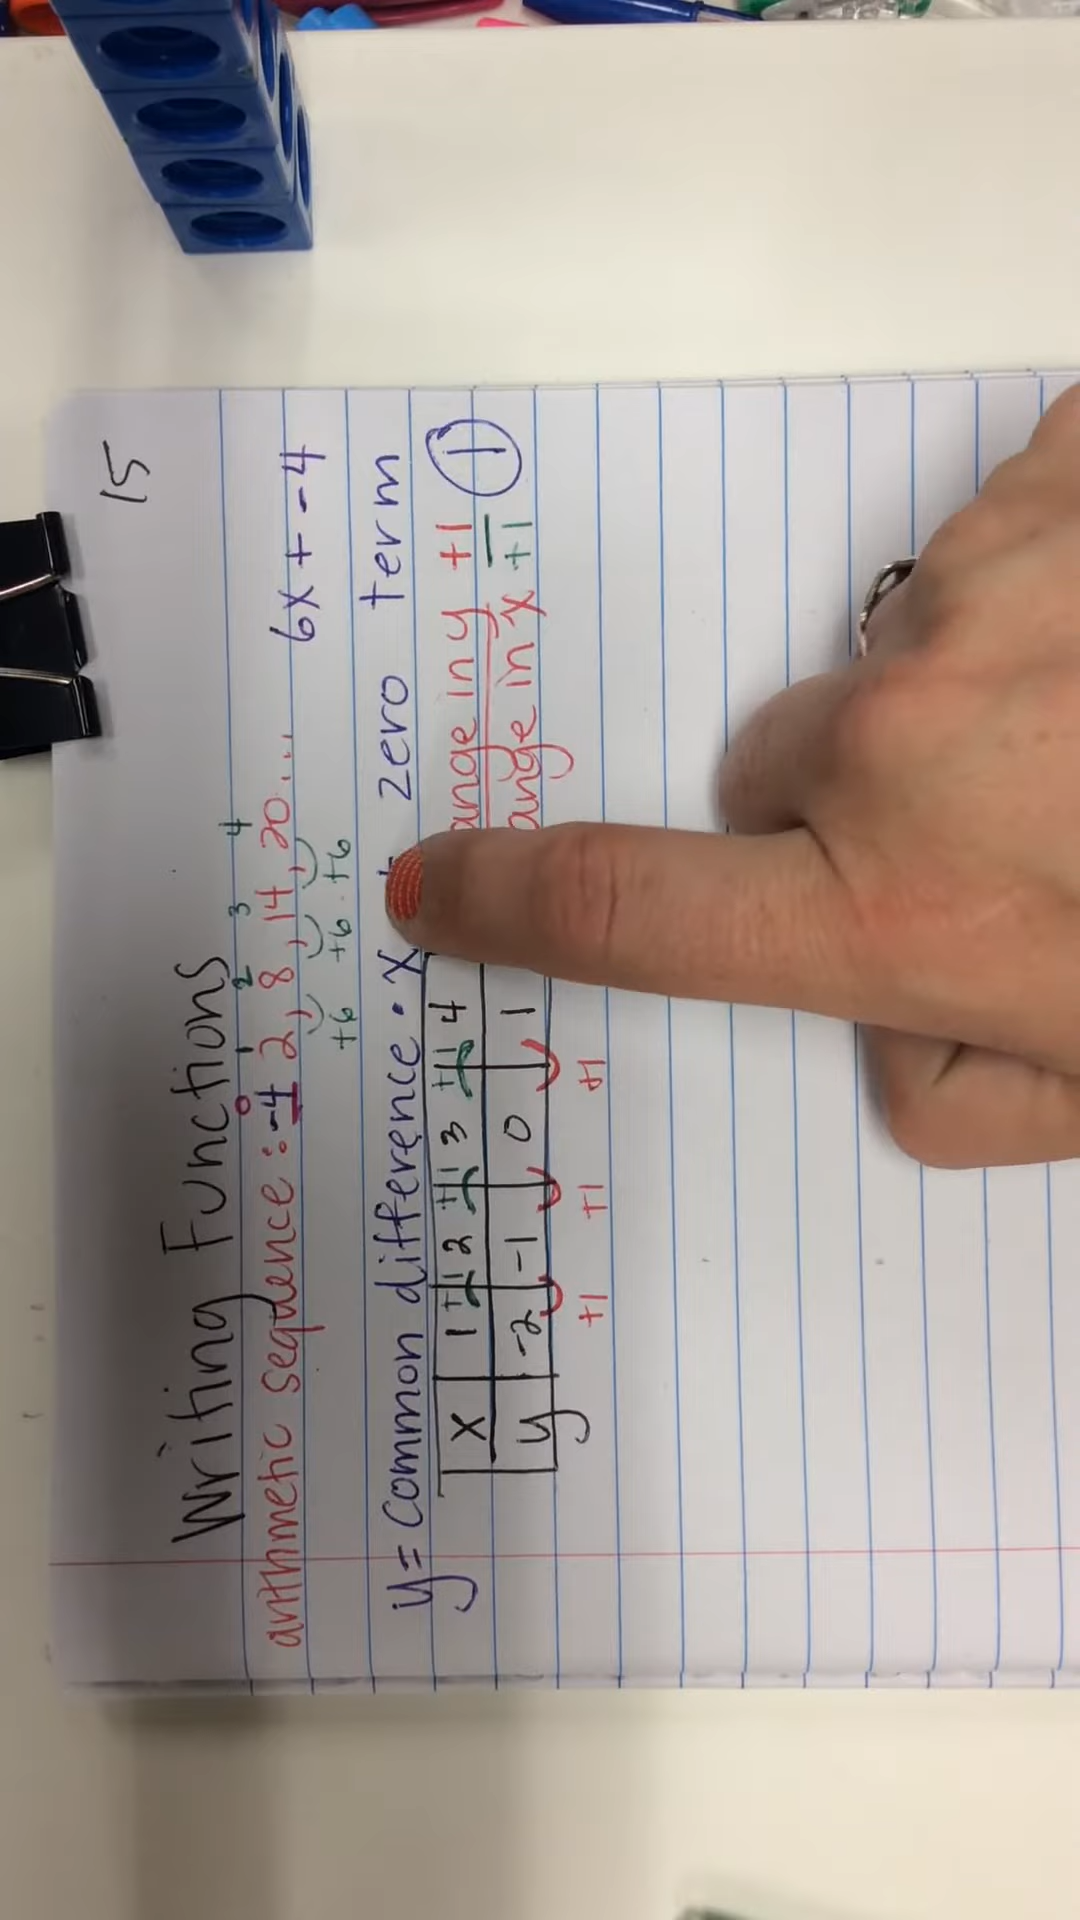 15
Writing Functions
0 1 2 3 4
arithmetic sequence: -4 2, 8, 14, 20... 6x + -4
+6 +6 +6
y = common difference • x zero term
+1 +1 +1
x 1 2 3 4 in y +1 1
y -2 -1 0 1 in x +1
+1 +1 +1